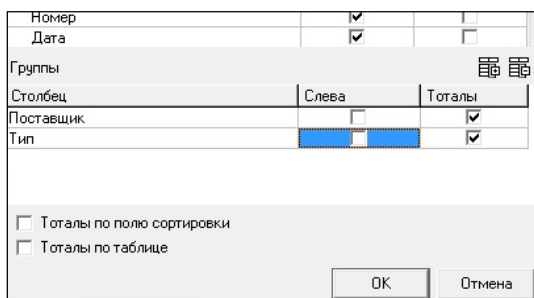 Номер
Дата
Группы
Столбец Слева Тоталы
Поставщик
Тип
Тоталы по полю сортировки
Тоталы по таблице
OK Отмена